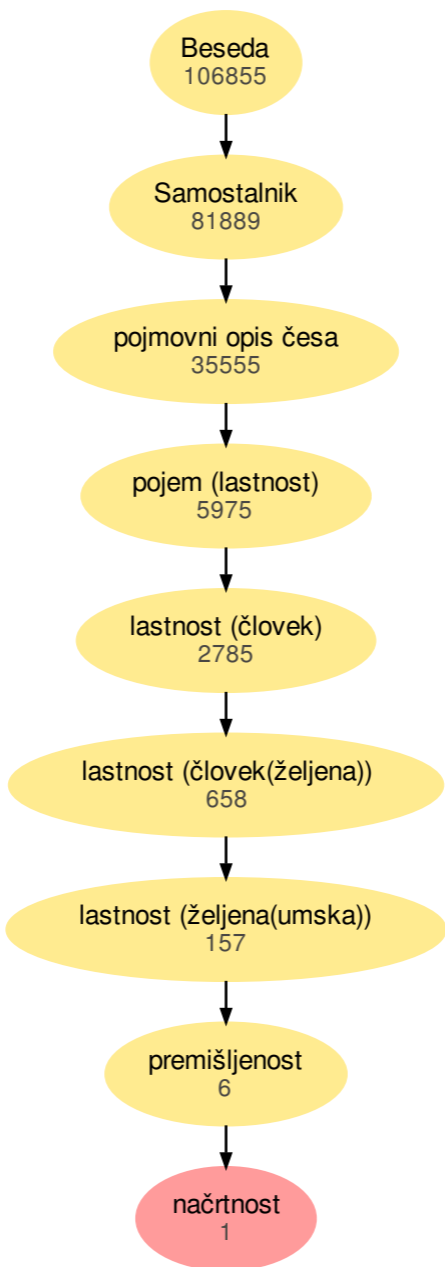 Beseda
106855
Samostalnik
81889
pojmovni opis česa
35555
pojem (lastnost)
5975
lastnost (človek)
2785
lastnost (človek(željena))
658
lastnost (željena(umska))
157
premišljenost
6
načrtnost
1